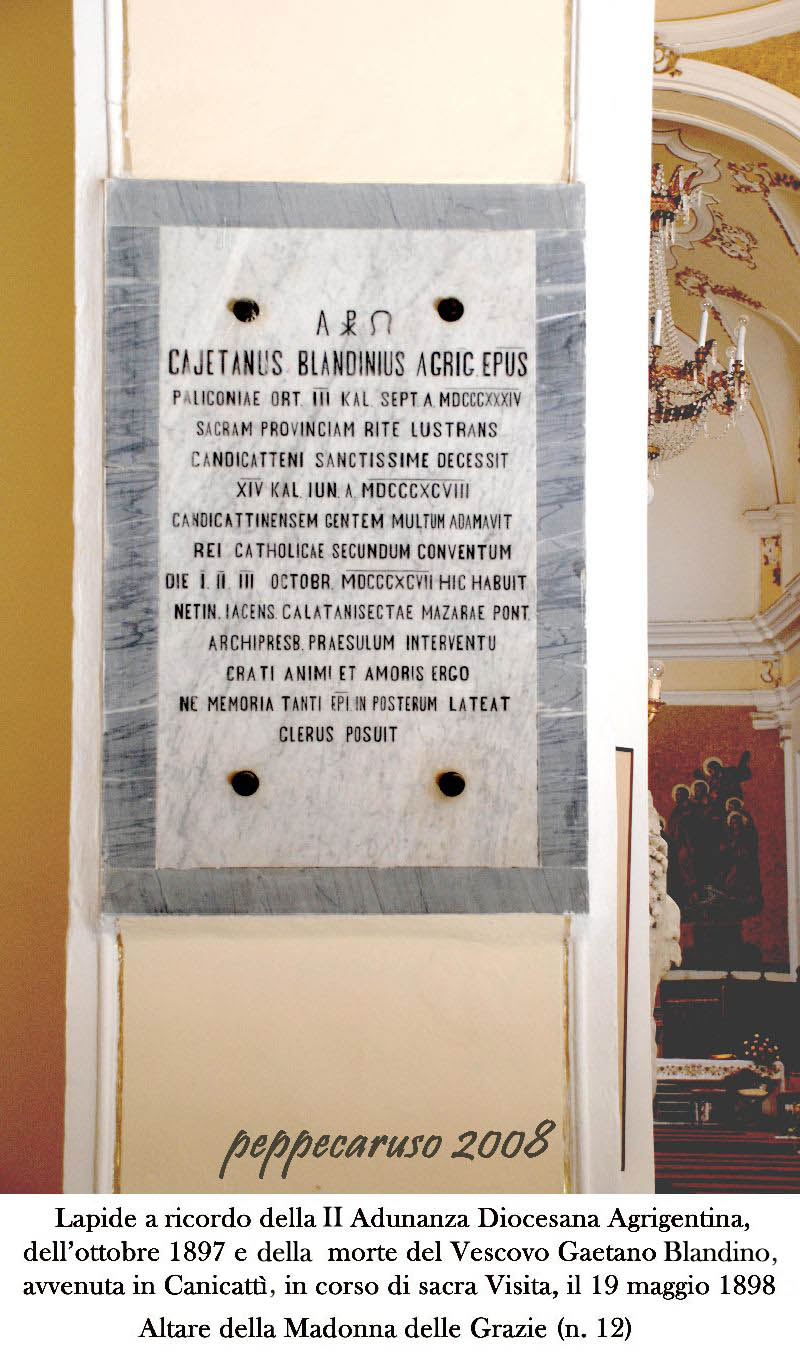 Α ☧ Ω
CAJETANUS BLANDINIUS AGRIG. EPUS
PALICONIAE ORT. III KAL. SEPT A. MDCCCXXXIV
SACRAM PROVINCIAM RITE LUSTRANS
CANDICATTENI SANCTISSIME DECESSIT
XIV KAL. IUN. A. MDCCCXCVIII
CANDICATTINENSEM GENTEM MULTUM ADAMAVIT
REI CATHOLICAE SECUNDUM CONVENTUM
DIE I. II. III OCTOBR. MDCCCXCVII HIC HABUIT
NETIN. IACENS. CALATANISECTAE MAZARAE PONT.
ARCHIPRESB. PRAESULUM INTERVENTU
GRATI ANIMI ET AMORIS ERGO
NE MEMORIA TANTI EPI. IN POSTERUM LATEAT
CLERUS POSUIT
peppecaruso 2008
Lapide a ricordo della II Adunanza Diocesana Agrigentina,
dell'ottobre 1897 e della morte del Vescovo Gaetano Blandino,
avvenuta in Canicattì, in corso di sacra Visita, il 19 maggio 1898
Altare della Madonna delle Grazie (n. 12)